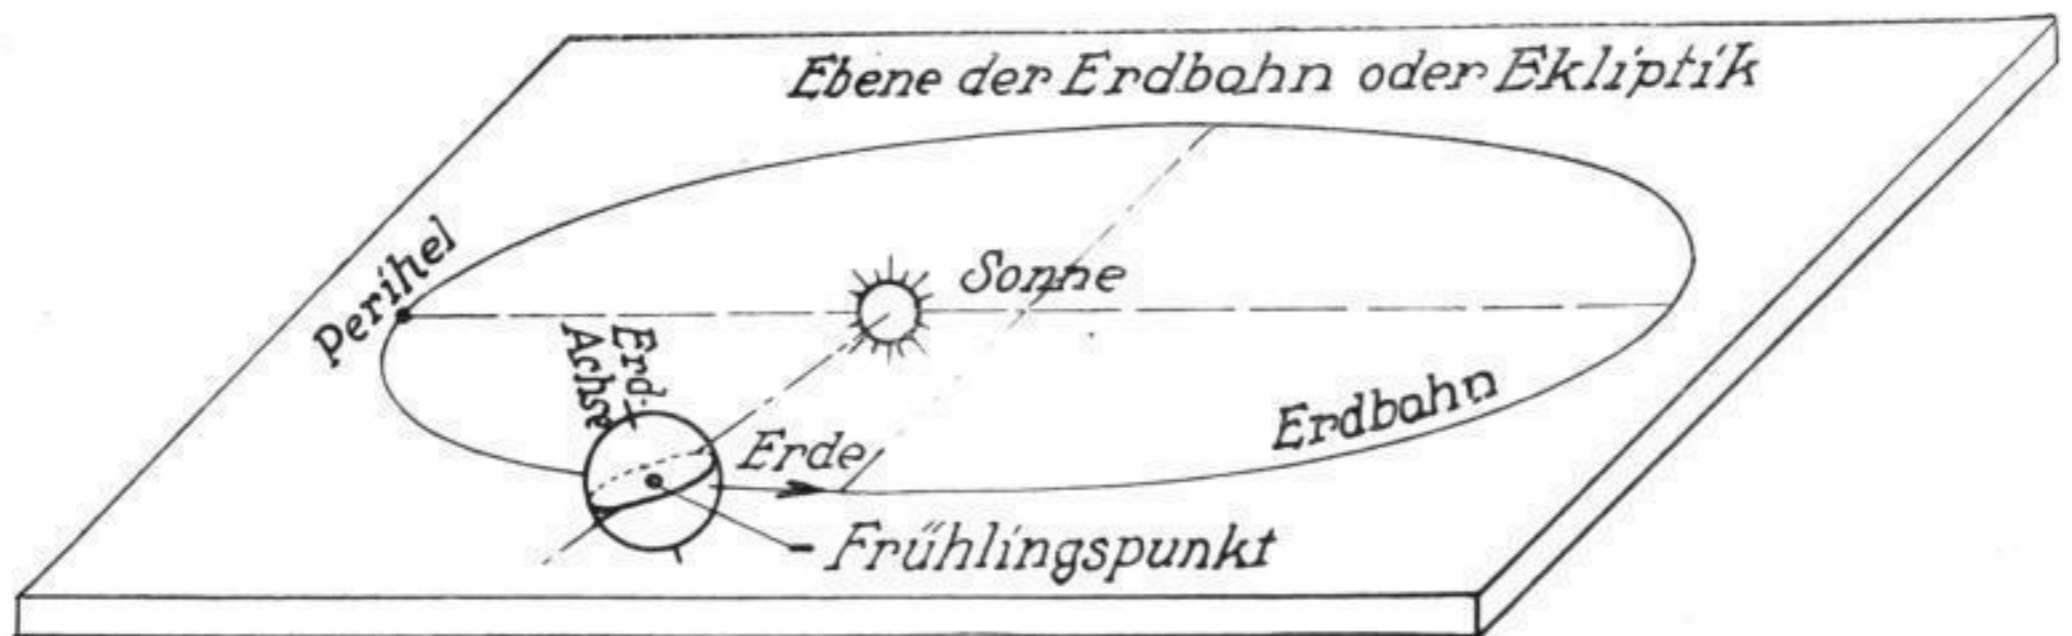 Ebene der Erdbahn oder Ekliptik
Perihel
Sonne
Erd-
Achse
Erde
Erdbahn
Frühlingspunkt